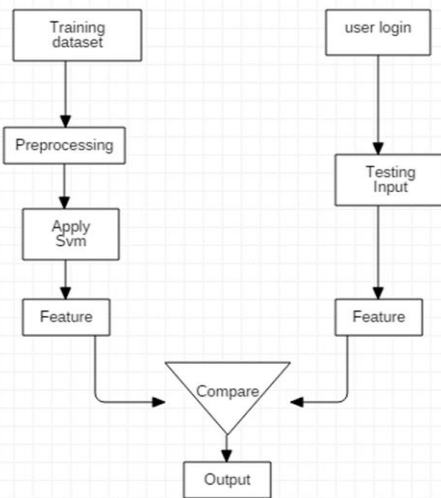 Training
dataset
user login
Preprocessing
Testing
Input
Apply
Svm
Feature
Feature
Compare
Output